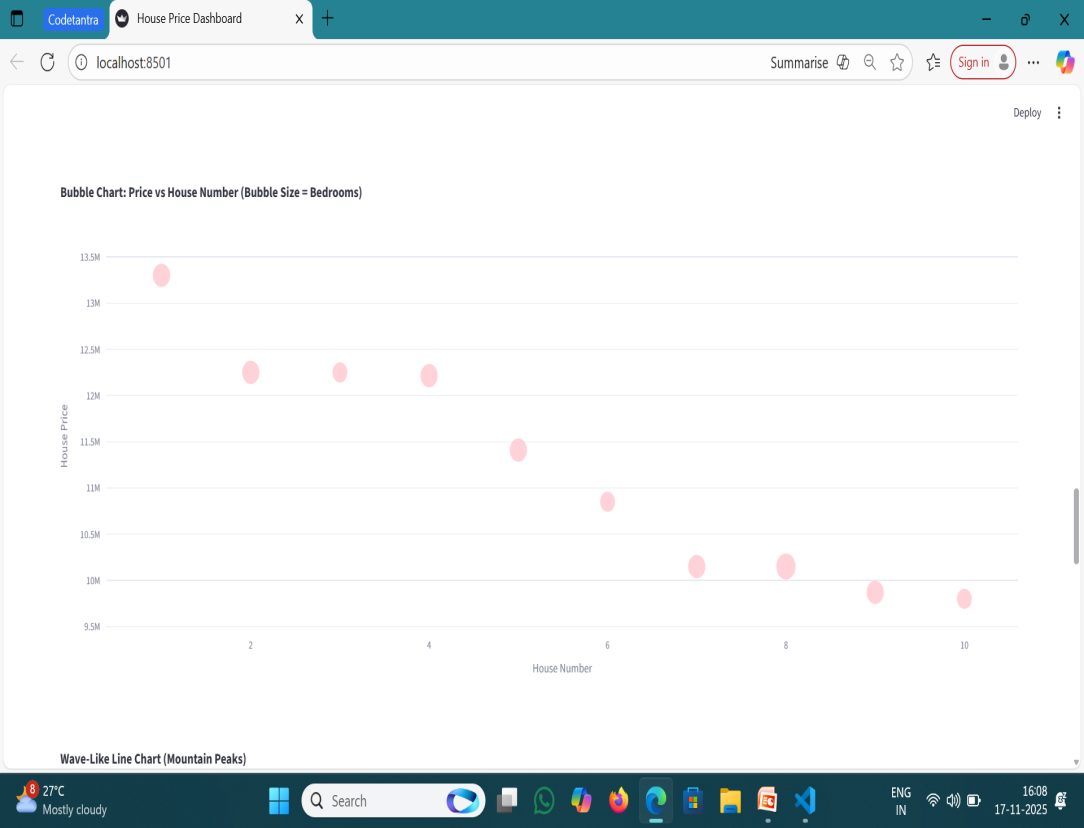 Codetantra
House Price Dashboard
localhost:8501
Summarise
Sign in
Deploy
Bubble Chart: Price vs House Number (Bubble Size = Bedrooms)
13.5M
13M
12.5M
12M
11.5M
11M
10.5M
10M
9.5M
House Price
2 4 6 8 10
House Number
Wave-Like Line Chart (Mountain Peaks)
8
27°C
Mostly cloudy
Search
ENG
IN
16:08
17-11-2025